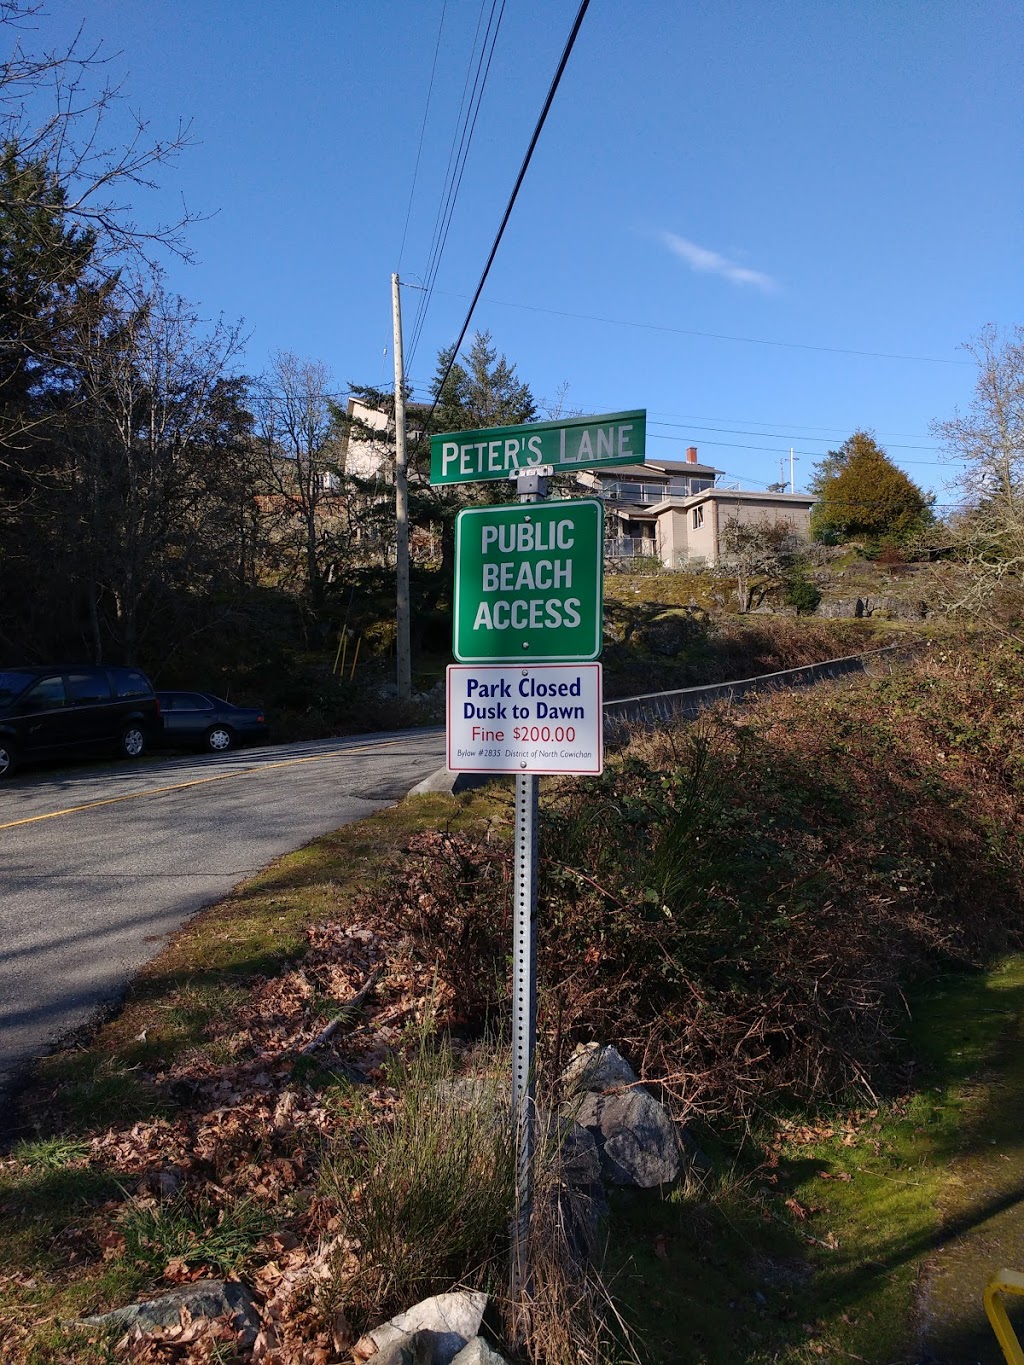 PETER'S LANE
PUBLIC
BEACH
ACCESS
Park Closed
Dusk to Dawn
Fine $200.00
Bylaw #2835 District of North Cowichan